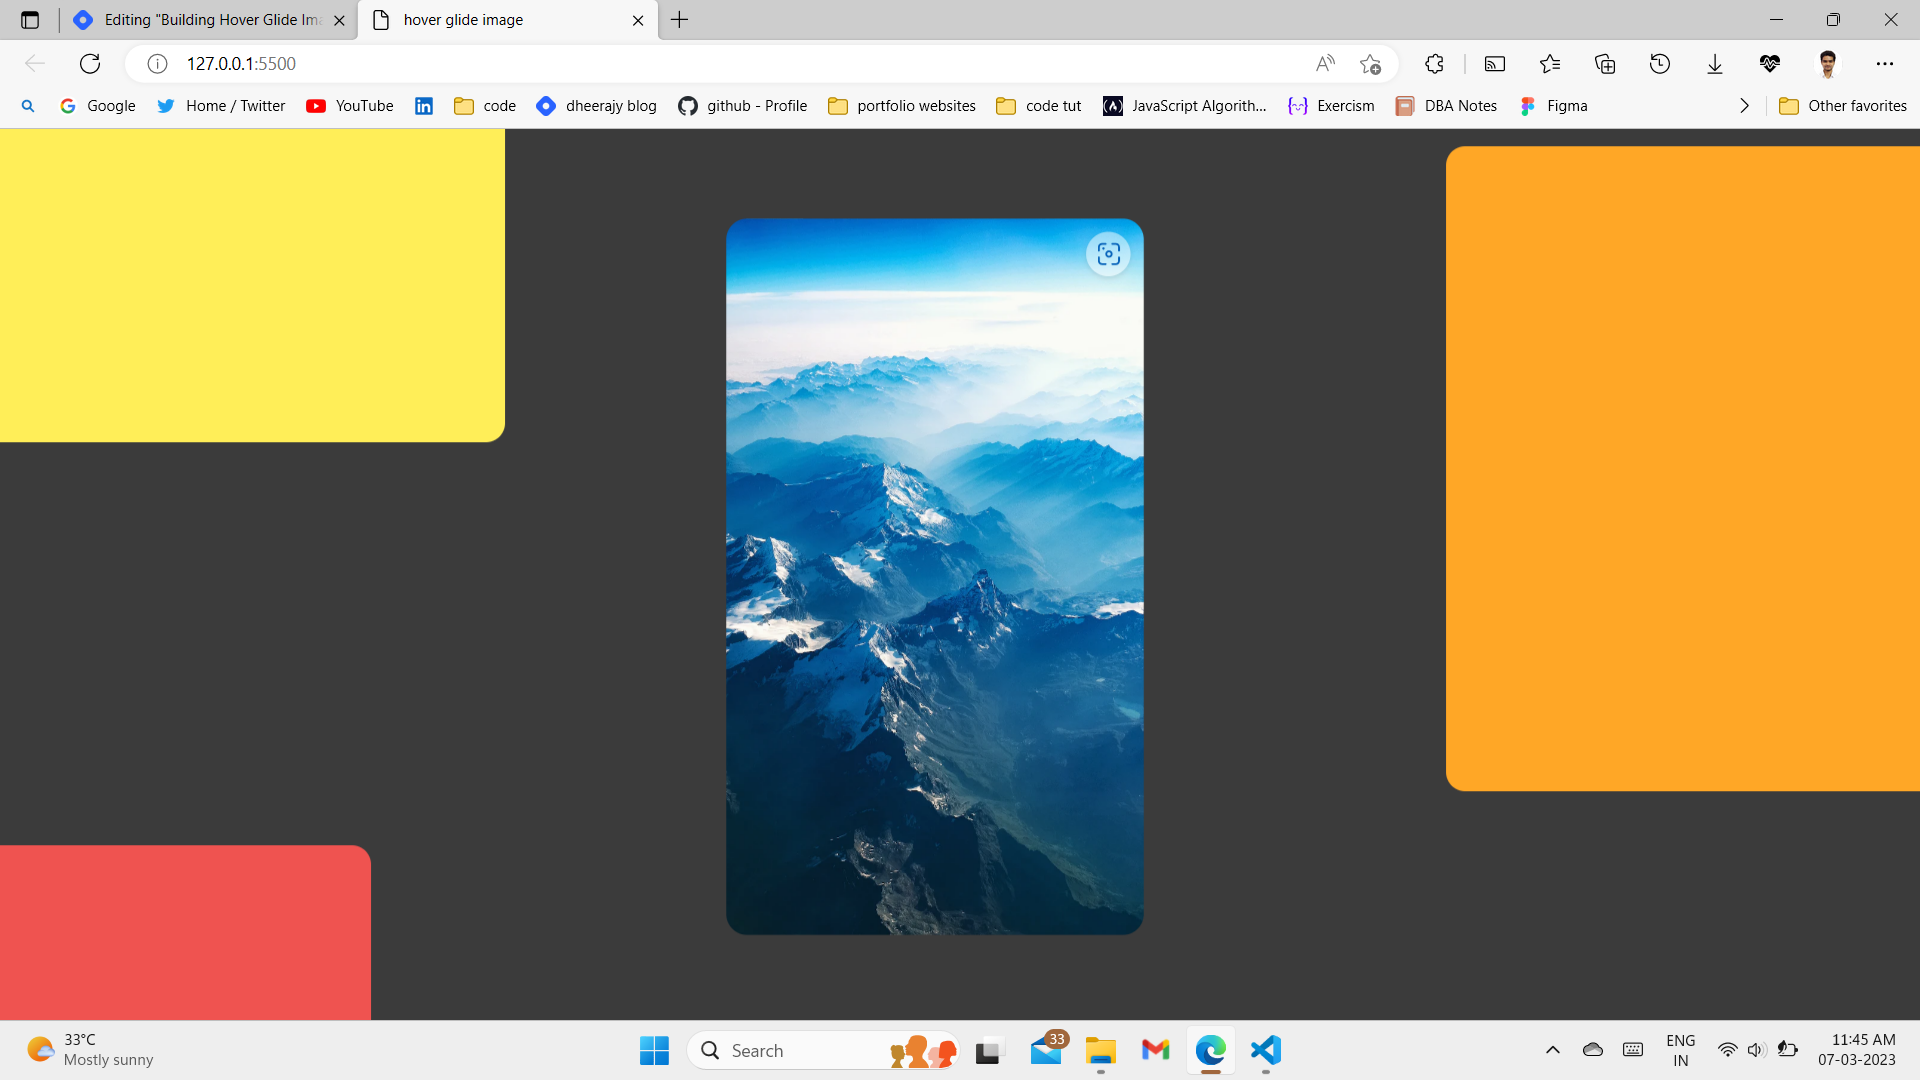 Editing "Building Hover Glide Ima
hover glide image
127.0.0.1:5500
Google
Home / Twitter
YouTube
code
dheerajy blog
github - Profile
portfolio websites
code tut
JavaScript Algorith...
Exercism
DBA Notes
Figma
Other favorites
33°C
Mostly sunny
Search
33
ENG
IN
11:45 AM
07-03-2023